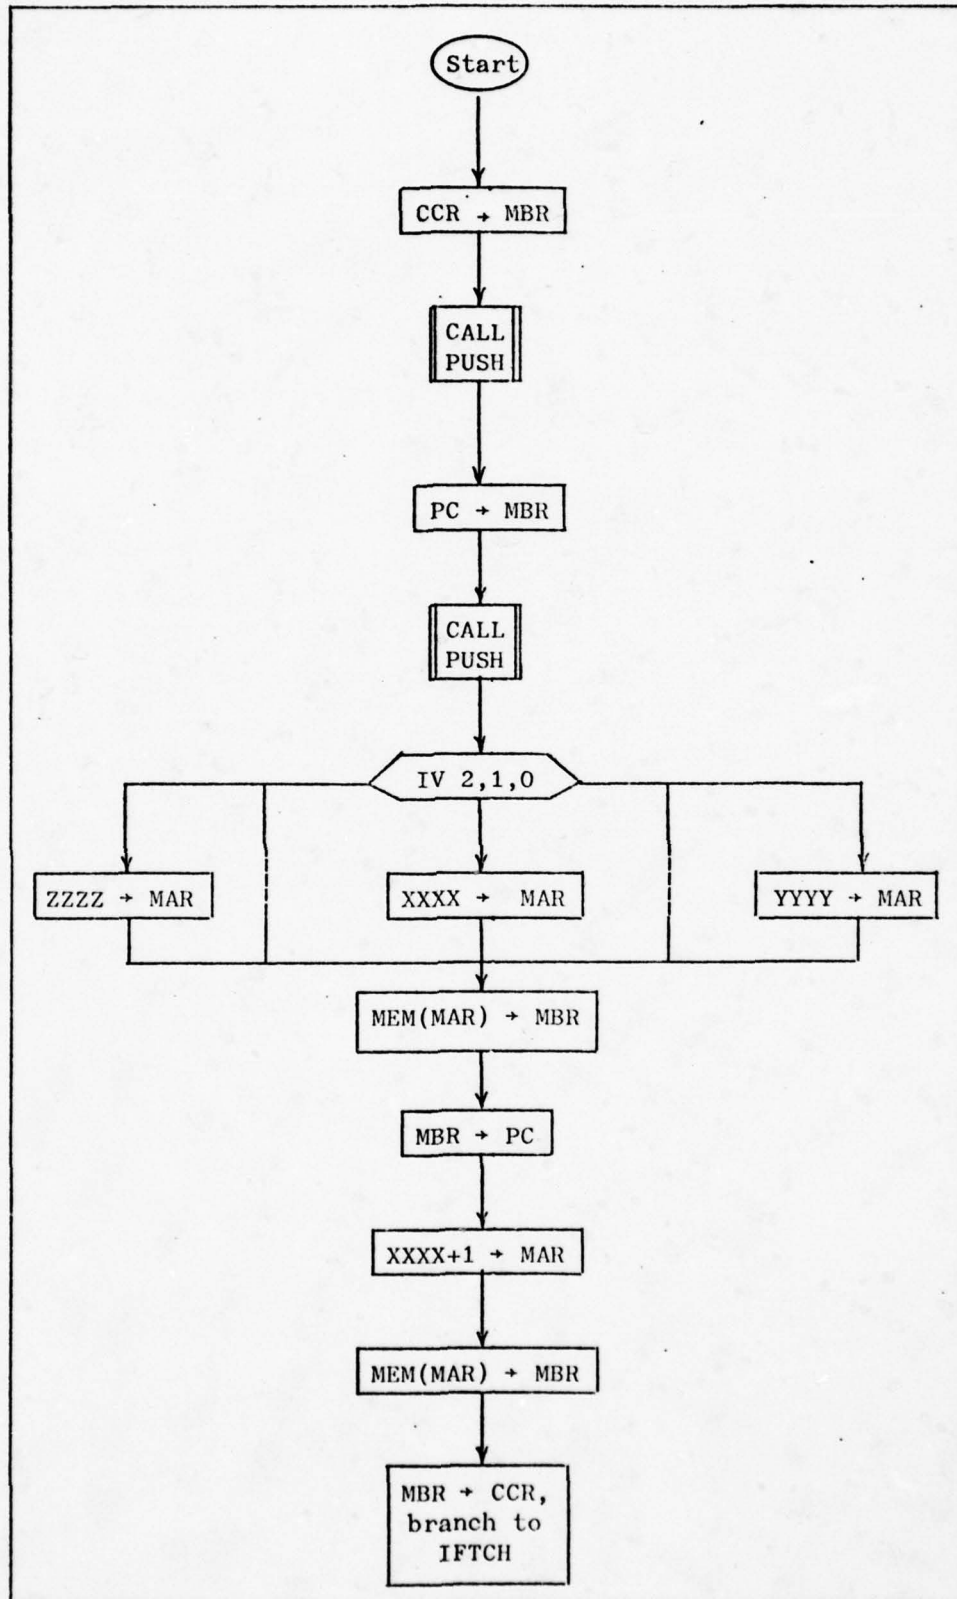 Start
CCR → MBR
CALL
PUSH
PC → MBR
CALL
PUSH
IV 2,1,0
ZZZZ → MAR
XXXX → MAR
YYYY → MAR
MEM(MAR) → MBR
MBR → PC
XXXX+1 → MAR
MEM(MAR) → MBR
MBR → CCR,
branch to
IFTCH